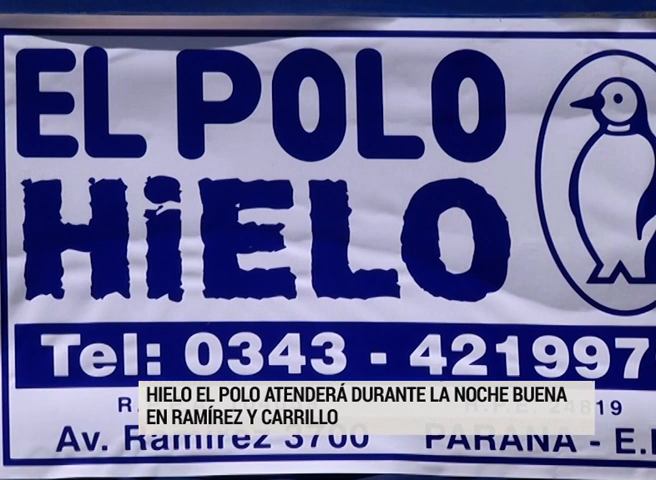 EL POLO
HiELO
Tel: 0343 - 421997
HIELO EL POLO ATENDERÁ DURANTE LA NOCHE BUENA
EN RAMÍREZ Y CARRILLO
Av. Ramírez 3700 PARANA - E.